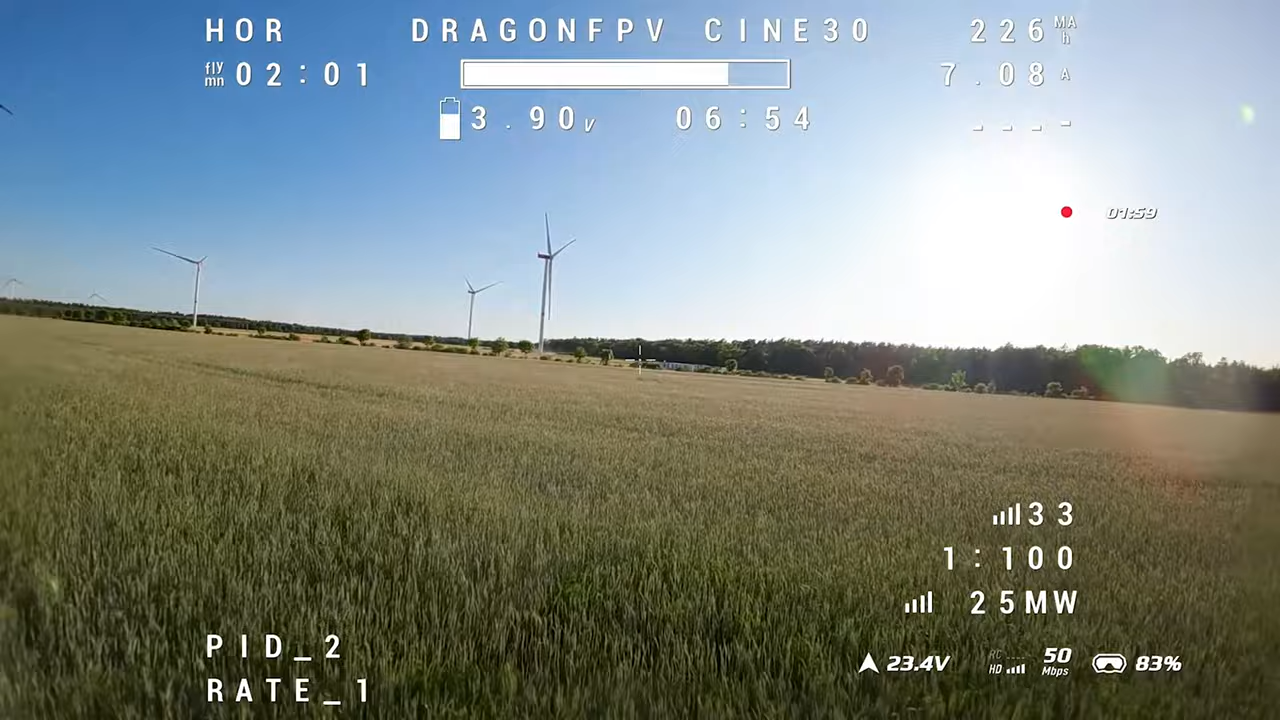 HOR DRAGONFPV CINE30 226 MAh
fly mn 02:01 7.08 A
3.90V 06:54 ----
01:59
33
1:100
25MW
PID_2
RATE_1
23.4V RC ---- HD 50 Mbps 83%